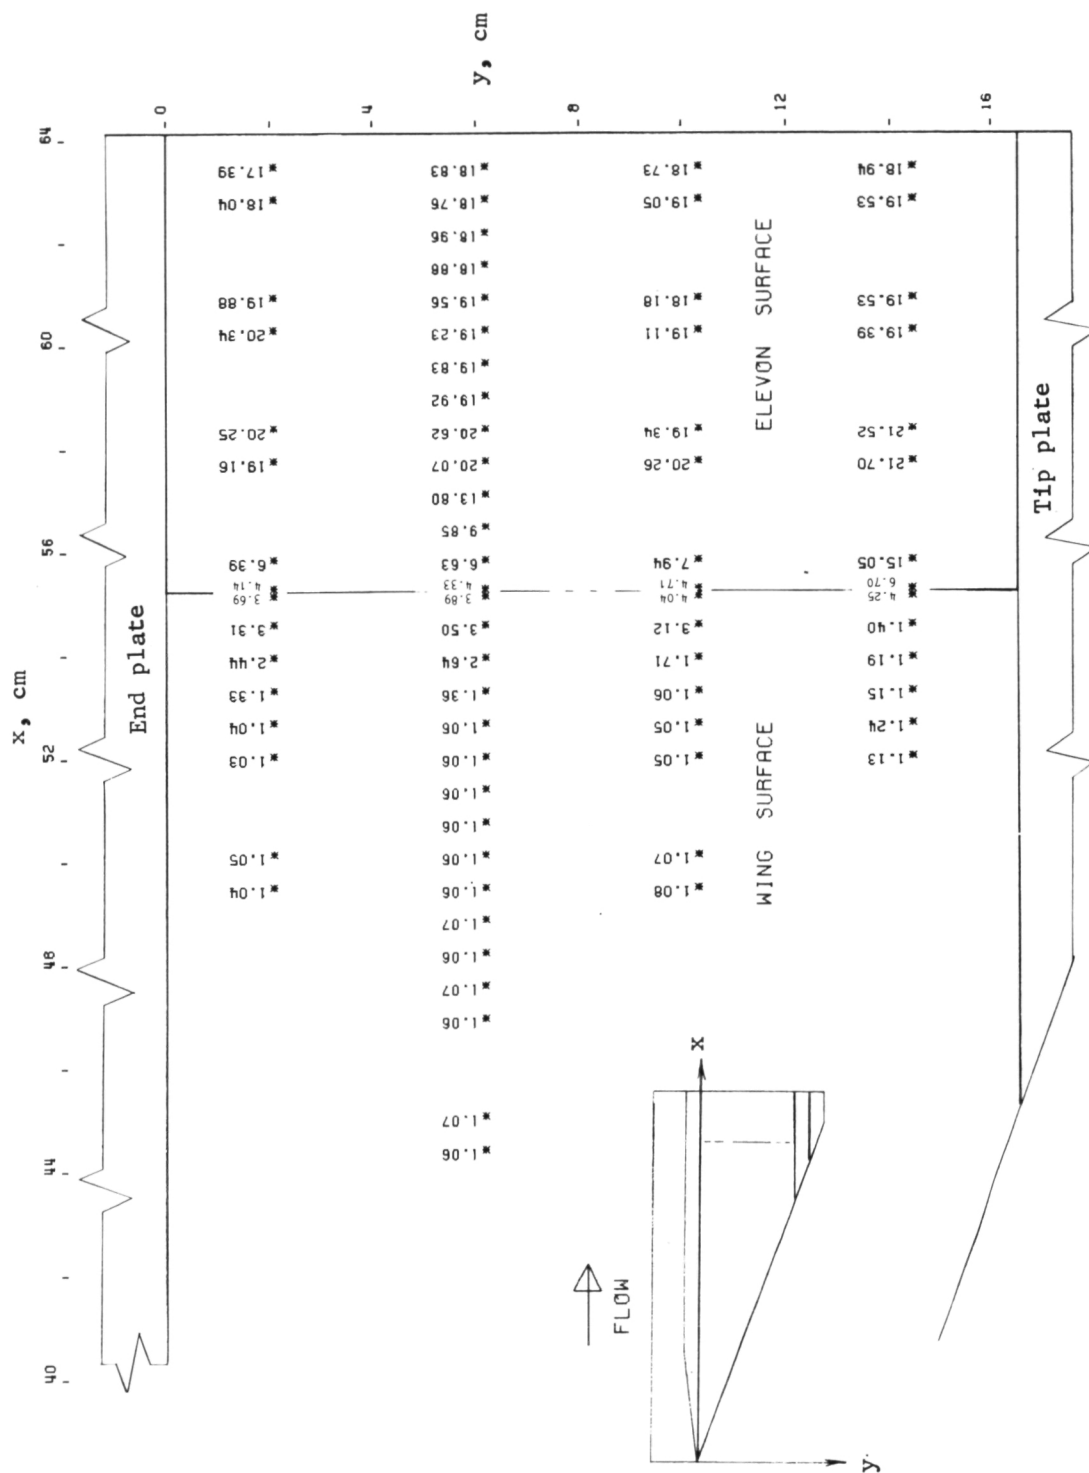 x, cm
40 44 48 52 56 60 64
End plate
0
1.04 1.05 1.03 1.04 1.33 2.44 3.31 3.69 4.14 6.39 19.16 20.25 20.34 19.88 18.04 17.39
4
1.06 1.07 1.06 1.07 1.06 1.07 1.06 1.06 1.06 1.06 1.06 1.06 1.36 2.64 3.50 3.89 4.33 6.63 9.85 13.80 20.07 20.62 19.92 19.83 19.23 19.56 18.88 18.96 18.76 18.83
y, cm
8
FLOW
1.08 1.07 1.05 1.05 1.06 1.71 3.12 4.04 4.71 7.94 20.26 19.34 19.11 18.18 19.05 18.73
x
WING SURFACE ELEVON SURFACE
12
1.13 1.24 1.15 1.19 1.40 4.25 6.70 15.05 21.70 21.52 19.39 19.53 19.53 18.94
y
16
Tip plate